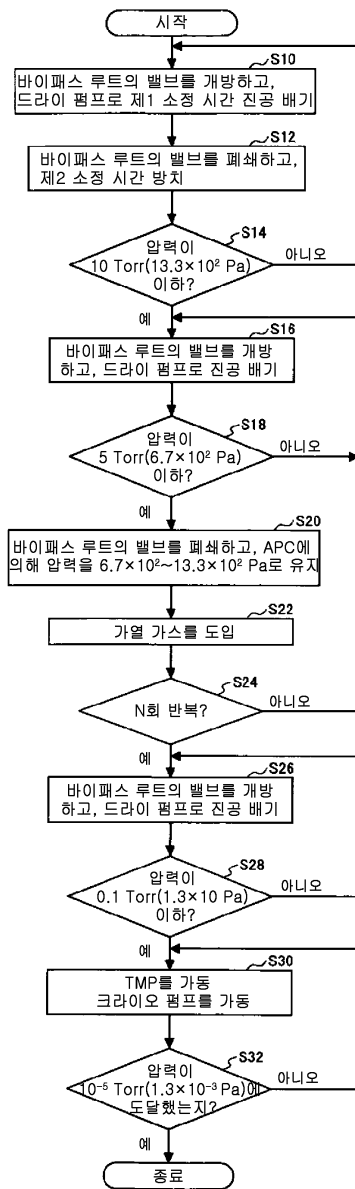 시작
S10
바이패스 루트의 밸브를 개방하고,
드라이 펌프로 제1 소정 시간 진공 배기
S12
바이패스 루트의 밸브를 폐쇄하고,
제2 소정 시간 방치
S14
압력이
10 Torr(13.3×10² Pa)
이하?
아니오
예
S16
바이패스 루트의 밸브를 개방
하고, 드라이 펌프로 진공 배기
S18
압력이
5 Torr(6.7×10² Pa)
이하?
아니오
예
S20
바이패스 루트의 밸브를 폐쇄하고, APC에
의해 압력을 6.7×10²~13.3×10² Pa로 유지
S22
가열 가스를 도입
S24
N회 반복?
아니오
예
S26
바이패스 루트의 밸브를 개방
하고, 드라이 펌프로 진공 배기
S28
압력이
0.1 Torr(1.3×10 Pa)
이하?
아니오
예
S30
TMP를 가동
크라이오 펌프를 가동
S32
압력이
10⁻⁵ Torr(1.3×10⁻³ Pa)에
도달했는지?
아니오
예
종료